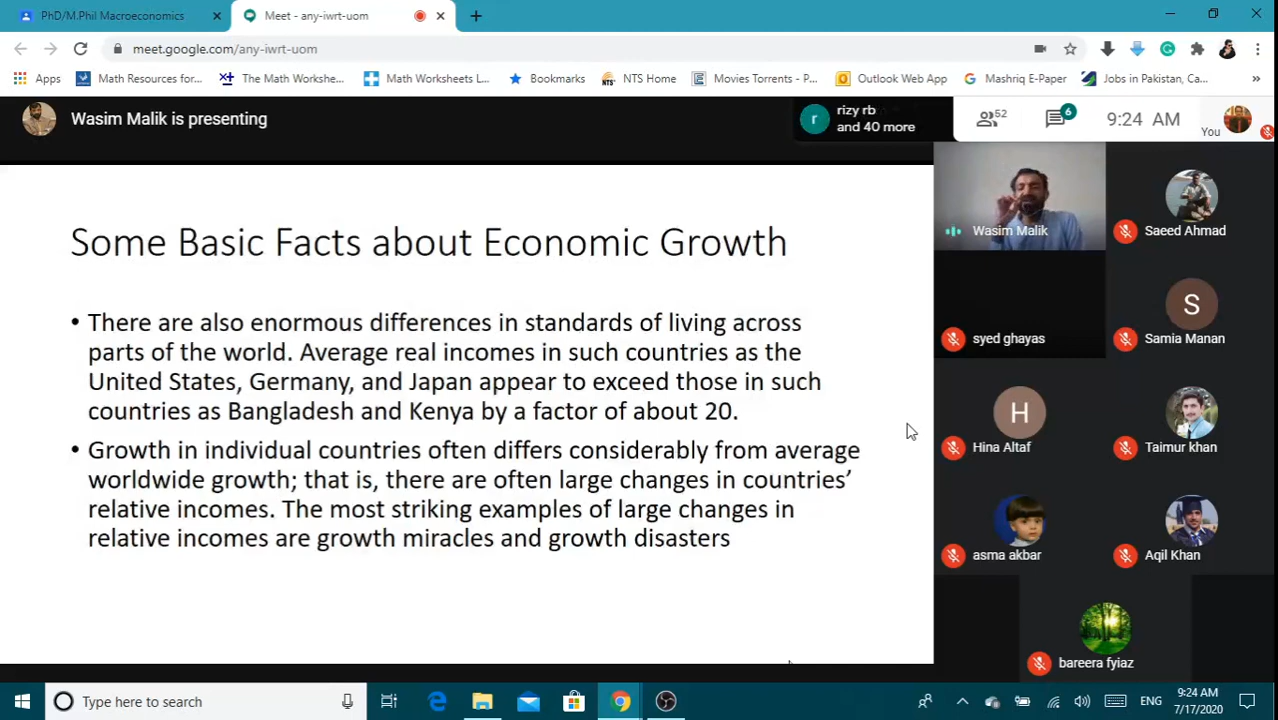 PhD/M.Phil Macroeconomics
Meet - any-iwrt-uom
meet.google.com/any-iwrt-uom
Apps
Math Resources for...
The Math Workshe...
Math Worksheets L...
Bookmarks
NTS Home
Movies Torrents - P...
Outlook Web App
Mashriq E-Paper
Jobs in Pakistan, Ca...
Wasim Malik is presenting
r
rizy rb
and 40 more
52
6
9:24 AM
You
Some Basic Facts about Economic Growth
• There are also enormous differences in standards of living across
parts of the world. Average real incomes in such countries as the
United States, Germany, and Japan appear to exceed those in such
countries as Bangladesh and Kenya by a factor of about 20.
• Growth in individual countries often differs considerably from average
worldwide growth; that is, there are often large changes in countries’
relative incomes. The most striking examples of large changes in
relative incomes are growth miracles and growth disasters
Wasim Malik
Saeed Ahmad
syed ghayas
S
Samia Manan
H
Hina Altaf
Taimur khan
asma akbar
Aqil Khan
bareera fyiaz
Type here to search
ENG
9:24 AM
7/17/2020